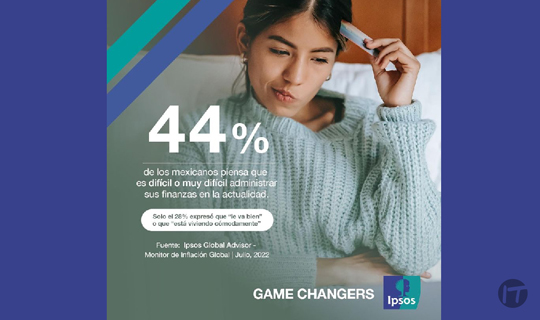 44%
de los mexicanos piensa que
es difícil o muy difícil administrar
sus finanzas en la actualidad.
Solo el 26% expresó que "le va bien"
o que "está viviendo cómodamente"
Fuente: Ipsos Global Advisor -
Monitor de Inflación Global | Julio, 2022
GAME CHANGERS
Ipsos
IT